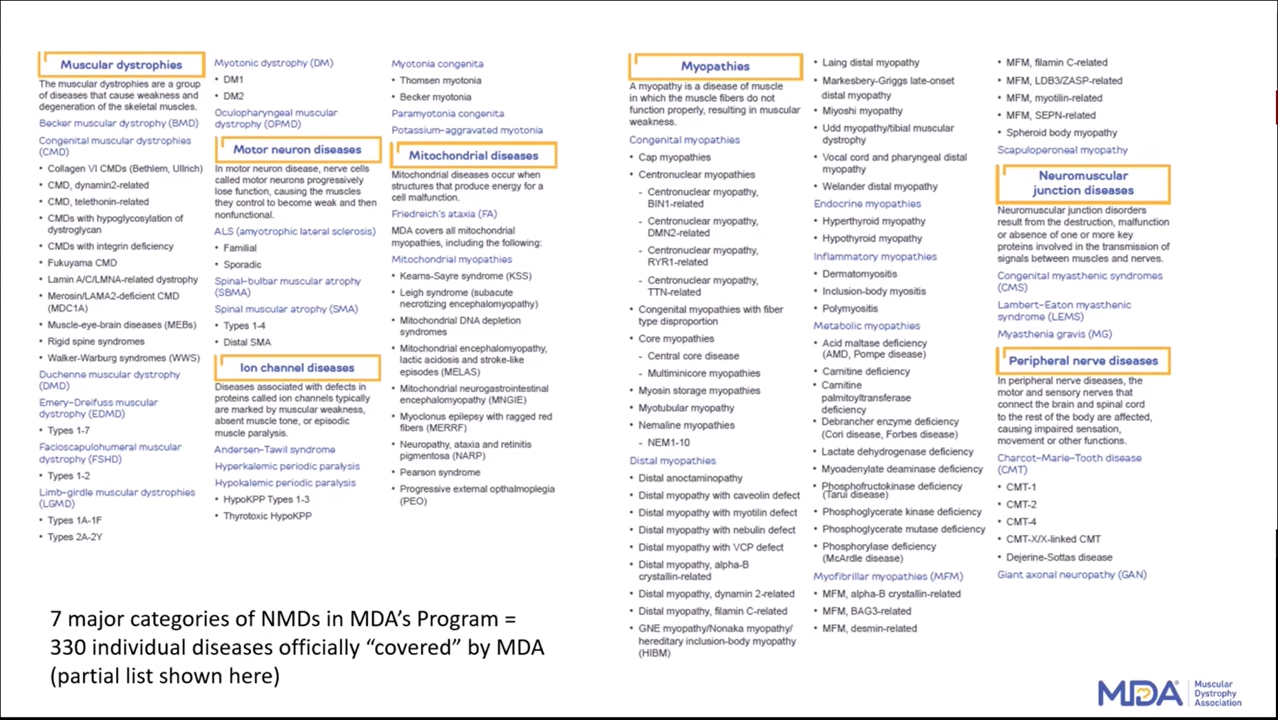 Muscular dystrophies
The muscular dystrophies are a group
of diseases that cause weakness and
degeneration of the skeletal muscles.
Becker muscular dystrophy (BMD)
Congenital muscular dystrophies
(CMD)
• Collagen VI CMDs (Bethlem, Ullrich)
• CMD, dynamin2-related
• CMD, telethonin-related
• CMDs with hypoglycosylation of
dystroglycan
• CMDs with integrin deficiency
• Fukuyama CMD
• Lamin A/C/LMNA-related dystrophy
• Merosin/LAMA2-deficient CMD
(MDC1A)
• Muscle-eye-brain diseases (MEBs)
• Rigid spine syndromes
• Walker-Warburg syndromes (WWS)
Duchenne muscular dystrophy
(DMD)
Emery-Dreifuss muscular
dystrophy (EDMD)
• Types 1-7
Facioscapulohumeral muscular
dystrophy (FSHD)
• Types 1-2
Limb-girdle muscular dystrophies
(LGMD)
• Types 1A-1F
• Types 2A-2Y
Myotonic dystrophy (DM)
• DM1
• DM2
Oculopharyngeal muscular
dystrophy (OPMD)
Motor neuron diseases
In motor neuron disease, nerve cells
called motor neurons progressively
lose function, causing the muscles
they control to become weak and then
nonfunctional.
ALS (amyotrophic lateral sclerosis)
• Familial
• Sporadic
Spinal-bulbar muscular atrophy
(SBMA)
Spinal muscular atrophy (SMA)
• Types 1-4
• Distal SMA
Ion channel diseases
Diseases associated with defects in
proteins called ion channels typically
are marked by muscular weakness,
absent muscle tone, or episodic
muscle paralysis.
Andersen-Tawil syndrome
Hyperkalemic periodic paralysis
Hypokalemic periodic paralysis
• HypoKPP Types 1-3
• Thyrotoxic HypoKPP
Myotonia congenita
• Thomsen myotonia
• Becker myotonia
Paramyotonia congenita
Potassium-aggravated myotonia
Mitochondrial diseases
Mitochondrial diseases occur when
structures that produce energy for a
cell malfunction.
Friedreich's ataxia (FA)
MDA covers all mitochondrial
myopathies, including the following:
Mitochondrial myopathies
• Kearns-Sayre syndrome (KSS)
• Leigh syndrome (subacute
necrotizing encephalomyopathy)
• Mitochondrial DNA depletion
syndromes
• Mitochondrial encephalomyopathy,
lactic acidosis and stroke-like
episodes (MELAS)
• Mitochondrial neurogastrointestinal
encephalomyopathy (MNGIE)
• Myoclonus epilepsy with ragged red
fibers (MERRF)
• Neuropathy, ataxia and retinitis
pigmentosa (NARP)
• Pearson syndrome
• Progressive external opthalmoplegia
(PEO)
Myopathies
A myopathy is a disease of muscle
in which the muscle fibers do not
function properly, resulting in muscular
weakness.
Congenital myopathies
• Cap myopathies
• Centronuclear myopathies
- Centronuclear myopathy,
BIN1-related
- Centronuclear myopathy,
DMN2-related
- Centronuclear myopathy,
RYR1-related
- Centronuclear myopathy,
TTN-related
• Congenital myopathies with fiber
type disproportion
• Core myopathies
- Central core disease
- Multiminicore myopathies
• Myosin storage myopathies
• Myotubular myopathy
• Nemaline myopathies
- NEM1-10
Distal myopathies
• Distal anoctaminopathy
• Distal myopathy with caveolin defect
• Distal myopathy with myotilin defect
• Distal myopathy with nebulin defect
• Distal myopathy with VCP defect
• Distal myopathy, alpha-B
crystallin-related
• Distal myopathy, dynamin 2-related
• Distal myopathy, filamin C-related
• GNE myopathy/Nonaka myopathy/
hereditary inclusion-body myopathy
(HIBM)
• Laing distal myopathy
• Markesbery-Griggs late-onset
distal myopathy
• Miyoshi myopathy
• Udd myopathy/tibial muscular
dystrophy
• Vocal cord and pharyngeal distal
myopathy
• Welander distal myopathy
Endocrine myopathies
• Hyperthyroid myopathy
• Hypothyroid myopathy
Inflammatory myopathies
• Dermatomyositis
• Inclusion-body myositis
• Polymyositis
Metabolic myopathies
• Acid maltase deficiency
(AMD, Pompe disease)
• Carnitine deficiency
• Carnitine
palmitoyltransferase
deficiency
• Debrancher enzyme deficiency
(Cori disease, Forbes disease)
• Lactate dehydrogenase deficiency
• Myoadenylate deaminase deficiency
• Phosphofructokinase deficiency
(Tarui disease)
• Phosphoglycerate kinase deficiency
• Phosphoglycerate mutase deficiency
• Phosphorylase deficiency
(McArdle disease)
Myofibrillar myopathies (MFM)
• MFM, alpha-B crystallin-related
• MFM, BAG3-related
• MFM, desmin-related
• MFM, filamin C-related
• MFM, LDB3/ZASP-related
• MFM, myotilin-related
• MFM, SEPN-related
• Spheroid body myopathy
Scapuloperoneal myopathy
Neuromuscular
junction diseases
Neuromuscular junction disorders
result from the destruction, malfunction
or absence of one or more key
proteins involved in the transmission of
signals between muscles and nerves.
Congenital myasthenic syndromes
(CMS)
Lambert-Eaton myasthenic
syndrome (LEMS)
Myasthenia gravis (MG)
Peripheral nerve diseases
In peripheral nerve diseases, the
motor and sensory nerves that
connect the brain and spinal cord
to the rest of the body are affected,
causing impaired sensation,
movement or other functions.
Charcot-Marie-Tooth disease
(CMT)
• CMT-1
• CMT-2
• CMT-4
• CMT-X/X-linked CMT
• Dejerine-Sottas disease
Giant axonal neuropathy (GAN)
7 major categories of NMDs in MDA's Program =
330 individual diseases officially “covered” by MDA
(partial list shown here)
MDA
Muscular
Dystrophy
Association